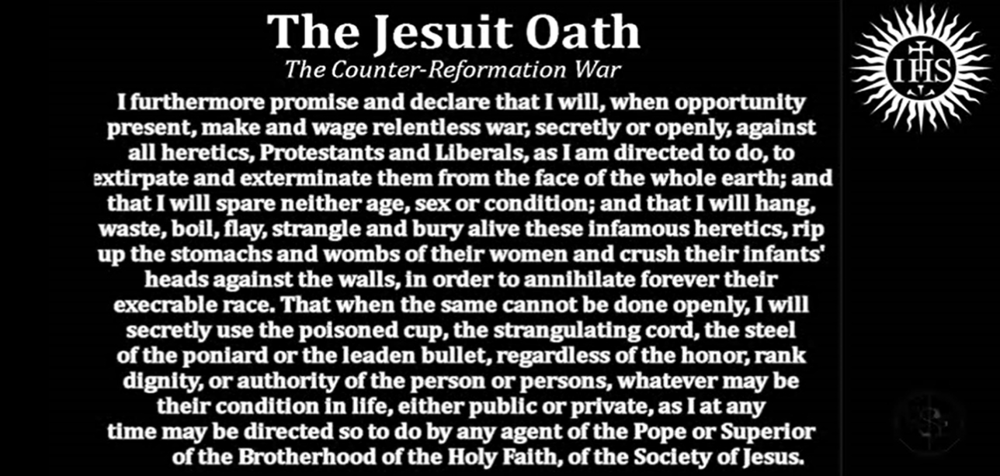 The Jesuit Oath
The Counter-Reformation War
IHS
I furthermore promise and declare that I will, when opportunity
present, make and wage relentless war, secretly or openly, against
all heretics, Protestants and Liberals, as I am directed to do, to
extirpate and exterminate them from the face of the whole earth; and
that I will spare neither age, sex or condition; and that I will hang,
waste, boil, flay, strangle and bury alive these infamous heretics, rip
up the stomachs and wombs of their women and crush their infants'
heads against the walls, in order to annihilate forever their
execrable race. That when the same cannot be done openly, I will
secretly use the poisoned cup, the strangulating cord, the steel
of the poniard or the leaden bullet, regardless of the honor, rank
dignity, or authority of the person or persons, whatever may be
their condition in life, either public or private, as I at any
time may be directed so to do by any agent of the Pope or Superior
of the Brotherhood of the Holy Faith, of the Society of Jesus.